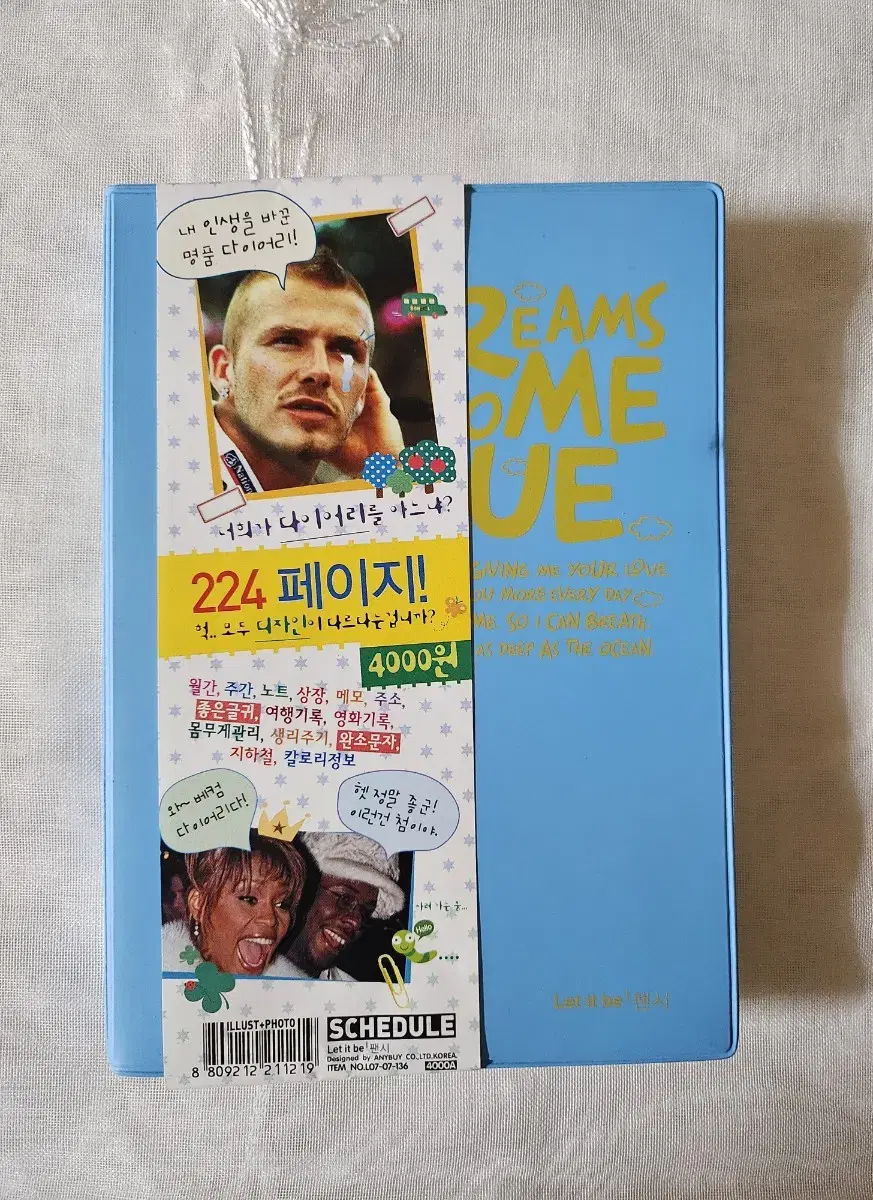 내 인생을 바꾼
명품 다이어리!
Nation
너희가 다이어리를 아느냐?
224 페이지!
헉.. 모두 디자인이 다르다는겁니까?
4000원
월간, 주간, 노트, 상장, 메모, 주소,
좋은글귀, 여행기록, 영화기록,
몸무게관리, 생리주기, 완소문자,
지하철, 칼로리정보
와~ 베컴
다이어리다!
헷 정말 좋군!
이런건 첨이야.
Hello
ILLUST+PHOTO
8 809212 211219
SCHEDULE
Let it be 팬시
Designed by ANYBUY CO.,LTD.KOREA.
ITEM NO.L07-07-136
4000A
REAMS
OME
UE
GIVING ME YOUR LOVE
OU MORE EVERY DAY
ME. SO I CAN BREATH
AS DEEP AS THE OCEAN
Let it be 팬시